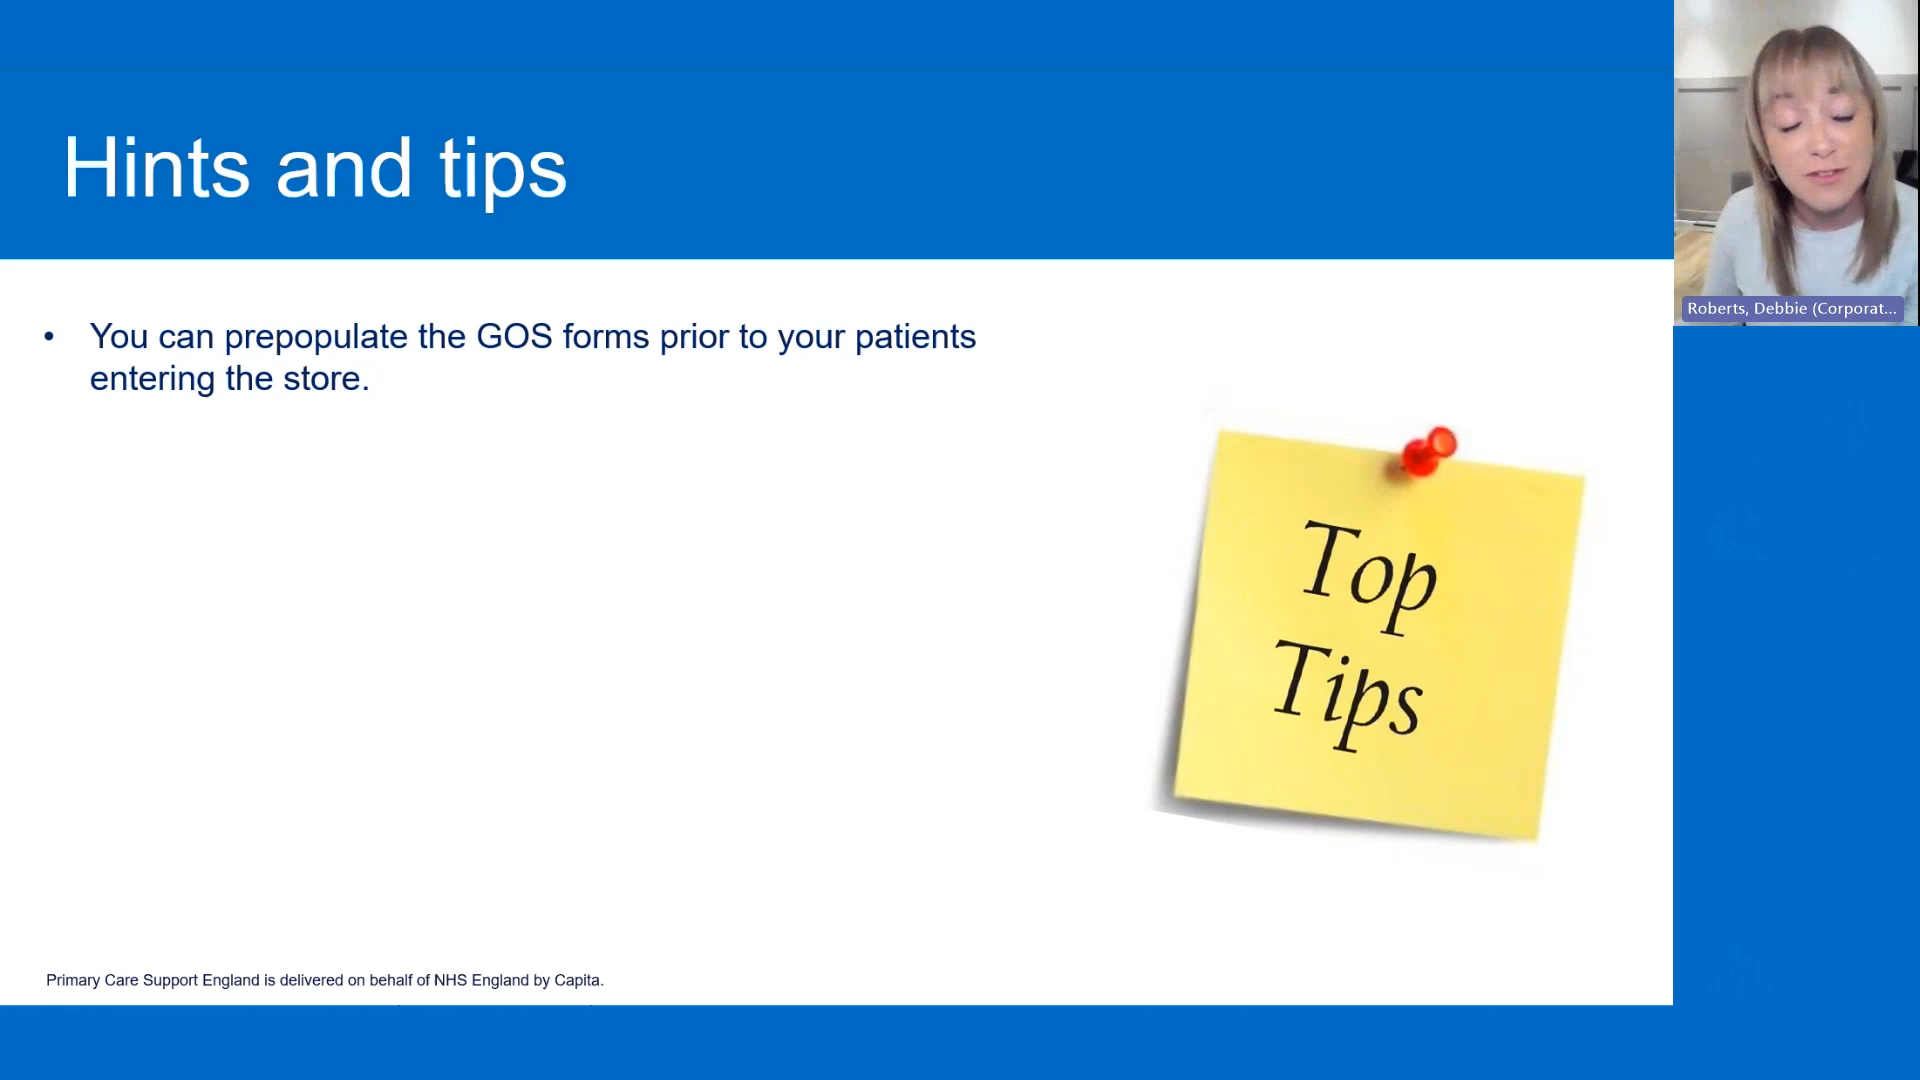 Hints and tips
Roberts, Debbie (Corporat...
• You can prepopulate the GOS forms prior to your patients
entering the store.
Top
Tips
Primary Care Support England is delivered on behalf of NHS England by Capita.